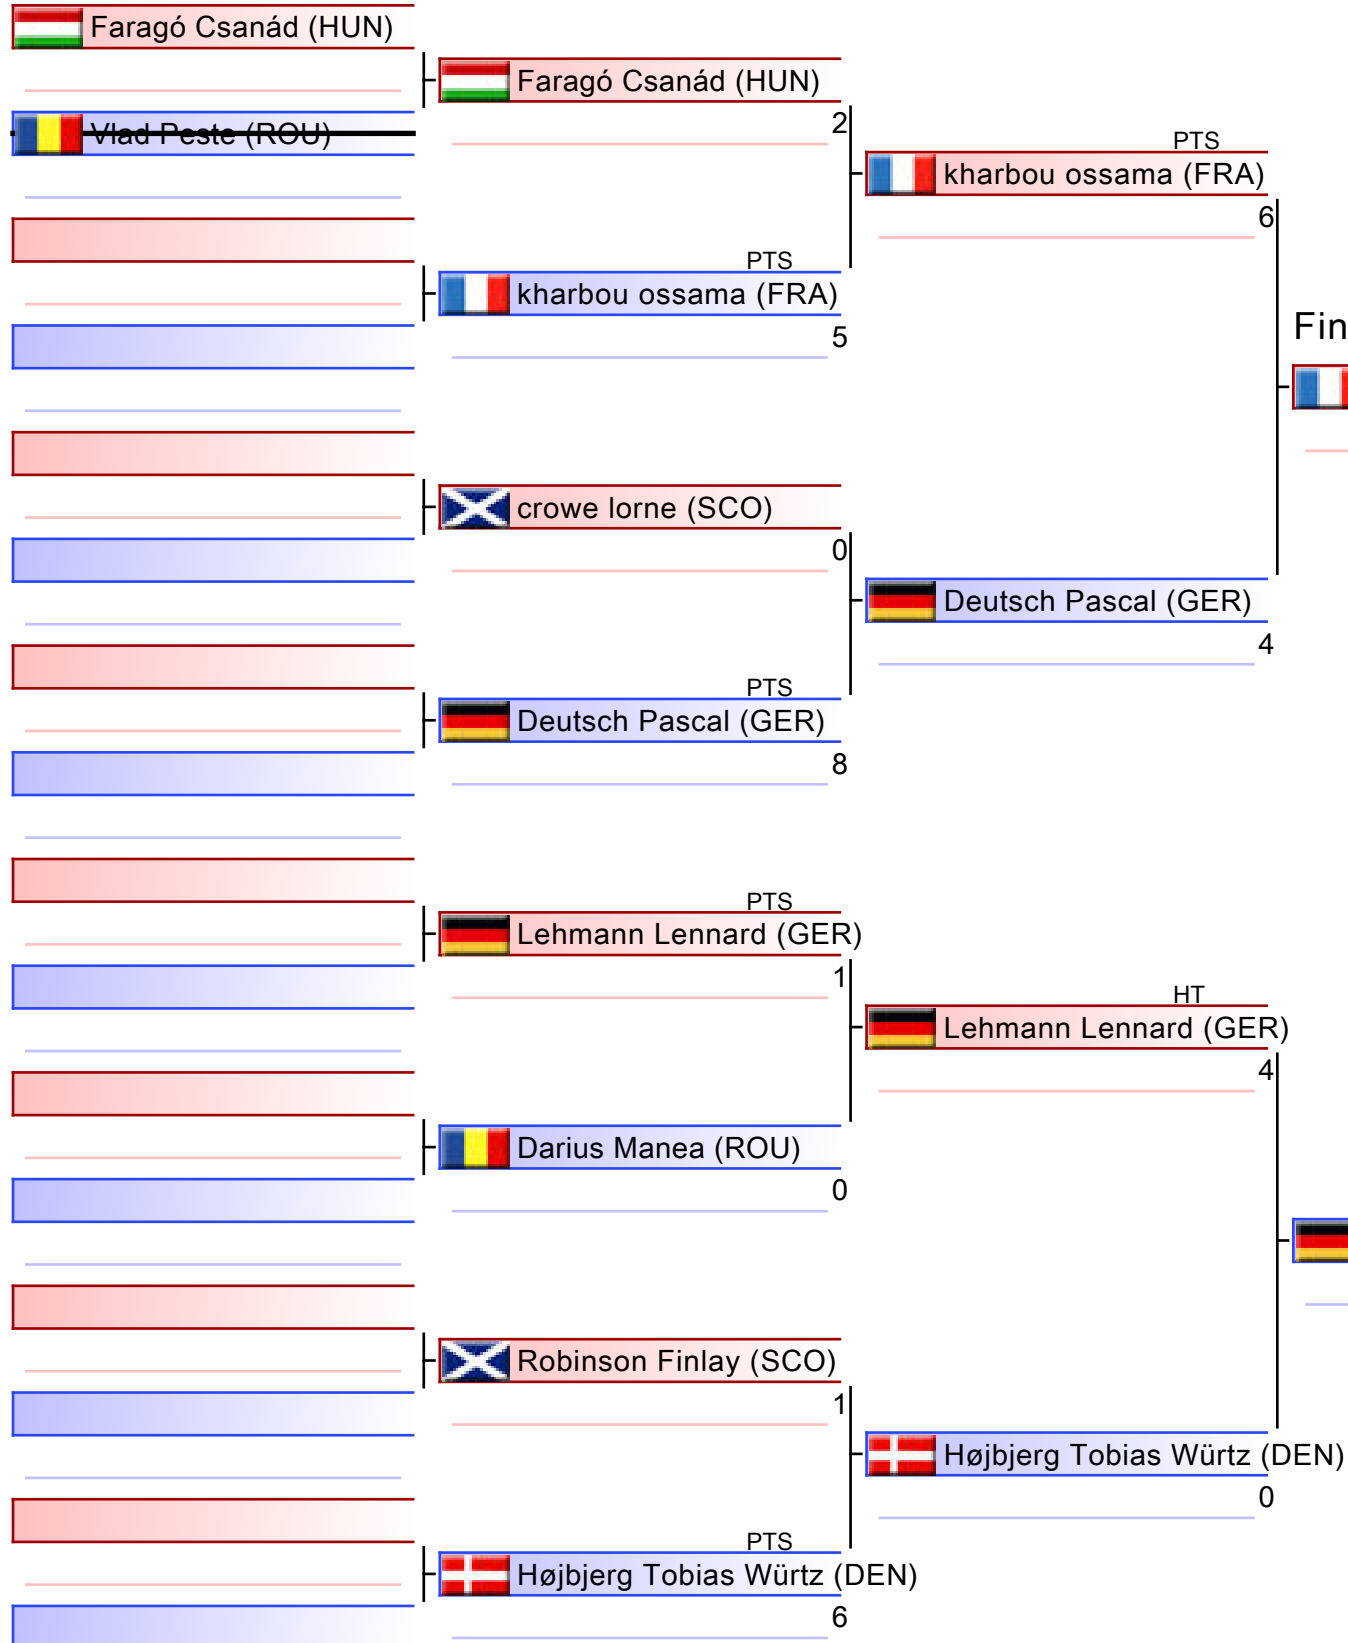 Faragó Csanád (HUN)
Vlad Peste (ROU)
Faragó Csanád (HUN)
2
PTS
kharbou ossama (FRA)
5
crowe lorne (SCO)
0
PTS
Deutsch Pascal (GER)
8
PTS
Lehmann Lennard (GER)
1
Darius Manea (ROU)
0
Robinson Finlay (SCO)
1
PTS
Højbjerg Tobias Würtz (DEN)
6
PTS
kharbou ossama (FRA)
6
Deutsch Pascal (GER)
4
HT
Lehmann Lennard (GER)
4
Højbjerg Tobias Würtz (DEN)
0
Fin